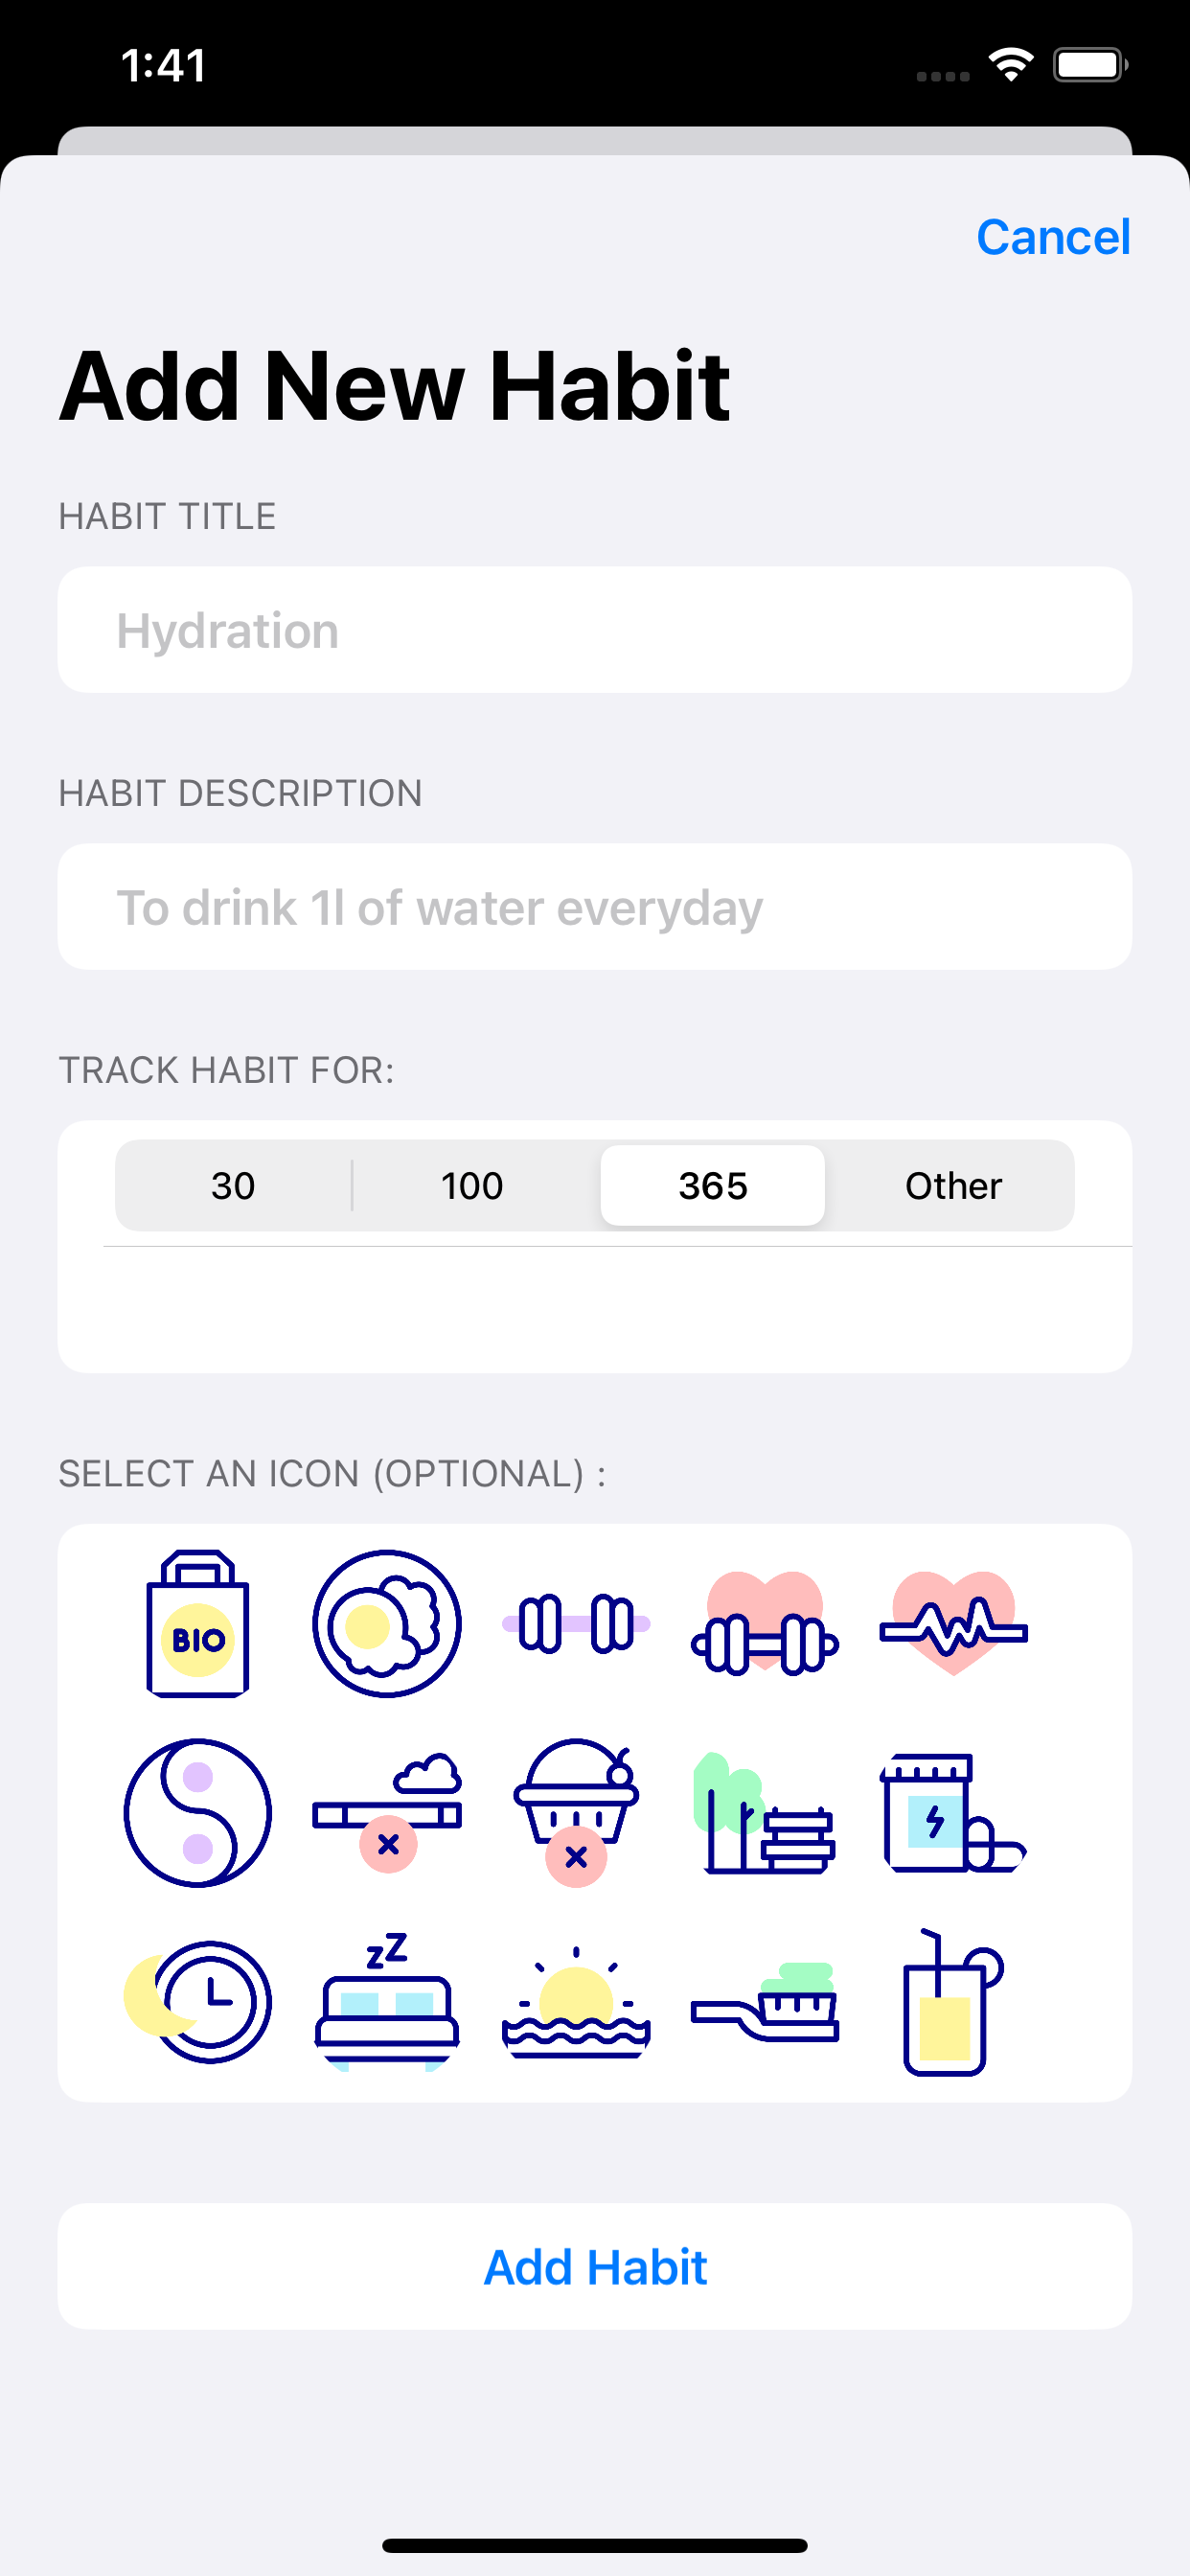 1:41
Cancel
Add New Habit
HABIT TITLE
Hydration
HABIT DESCRIPTION
To drink 1l of water everyday
TRACK HABIT FOR:
30 100 365 Other
SELECT AN ICON (OPTIONAL) :
BIO
zZ
Add Habit